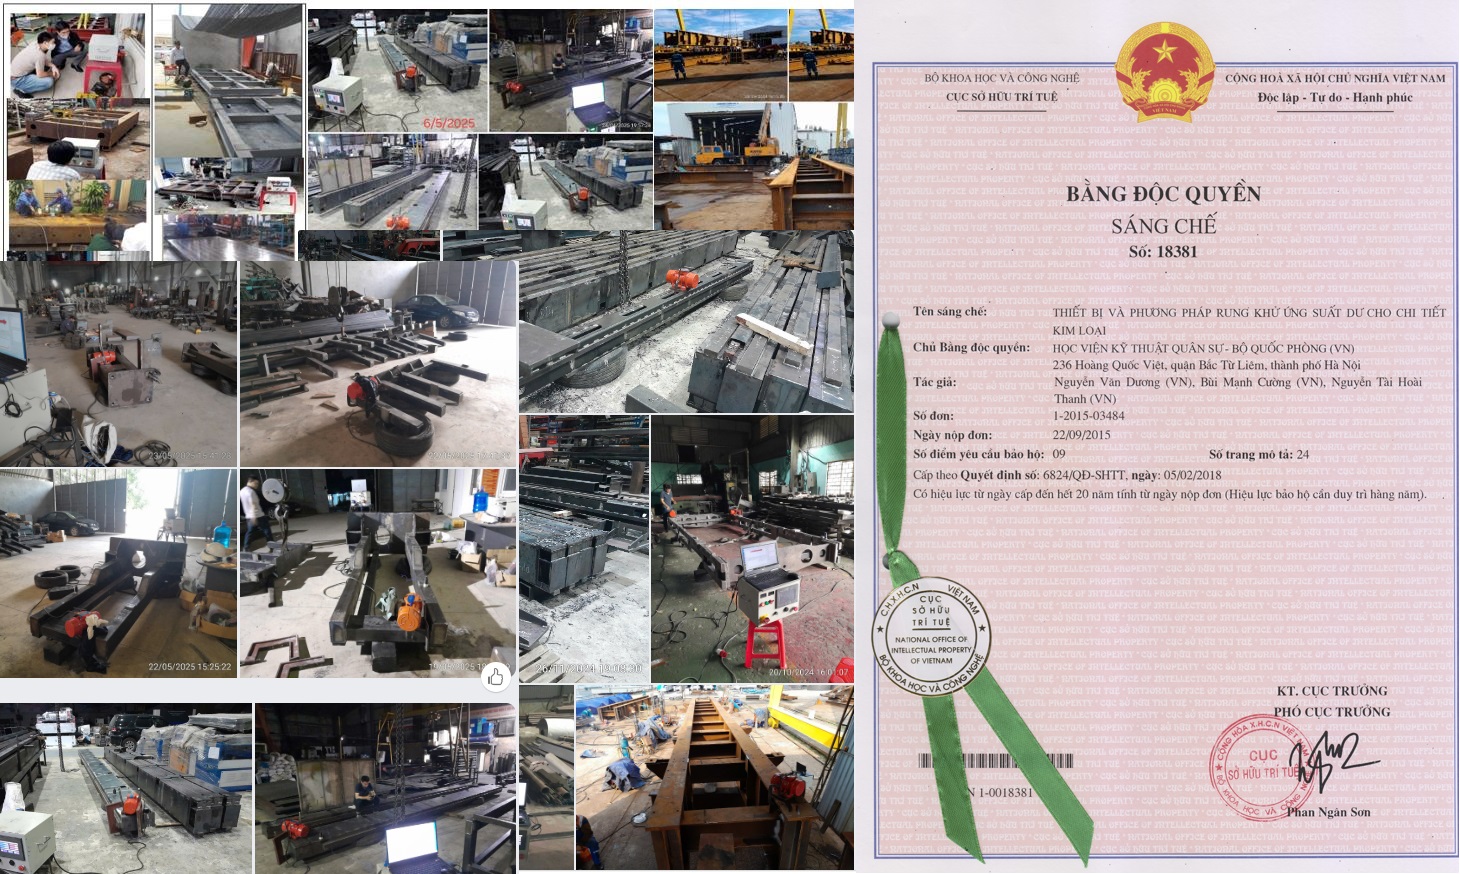 6/5/2025
22/05/2025 15:25:22
20/10/2024 16:01:07
BỘ KHOA HỌC VÀ CÔNG NGHỆ
CỤC SỞ HỮU TRÍ TUỆ
CỘNG HOÀ XÃ HỘI CHỦ NGHĨA VIỆT NAM
Độc lập - Tự do - Hạnh phúc
BẰNG ĐỘC QUYỀN
SÁNG CHẾ
Số: 18381
Tên sáng chế: THIẾT BỊ VÀ PHƯƠNG PHÁP RUNG KHỬ ỨNG SUẤT DƯ CHO CHI TIẾT
KIM LOẠI
Chủ Bằng độc quyền: HỌC VIỆN KỸ THUẬT QUÂN SỰ - BỘ QUỐC PHÒNG (VN)
236 Hoàng Quốc Việt, quận Bắc Từ Liêm, thành phố Hà Nội
Tác giả: Nguyễn Văn Dương (VN), Bùi Mạnh Cường (VN), Nguyễn Tài Hoài
Thanh (VN)
Số đơn: 1-2015-03484
Ngày nộp đơn: 22/09/2015
Số điểm yêu cầu bảo hộ: 09 Số trang mô tả: 24
Cấp theo Quyết định số: 6824/QĐ-SHTT, ngày: 05/02/2018
Có hiệu lực từ ngày cấp đến hết 20 năm tính từ ngày nộp đơn (Hiệu lực bảo hộ cần duy trì hàng năm).
C.H.X.H.C.N VIỆT NAM
CỤC
SỞ HỮU
TRÍ TUỆ
NATIONAL OFFICE OF
INTELLECTUAL PROPERTY
OF VIETNAM
BỘ KHOA HỌC VÀ CÔNG NGHỆ
KT. CỤC TRƯỞNG
PHÓ CỤC TRƯỞNG
CỤC
SỞ HỮU TRÍ TUỆ
N 1-0018381
Phan Ngân Sơn